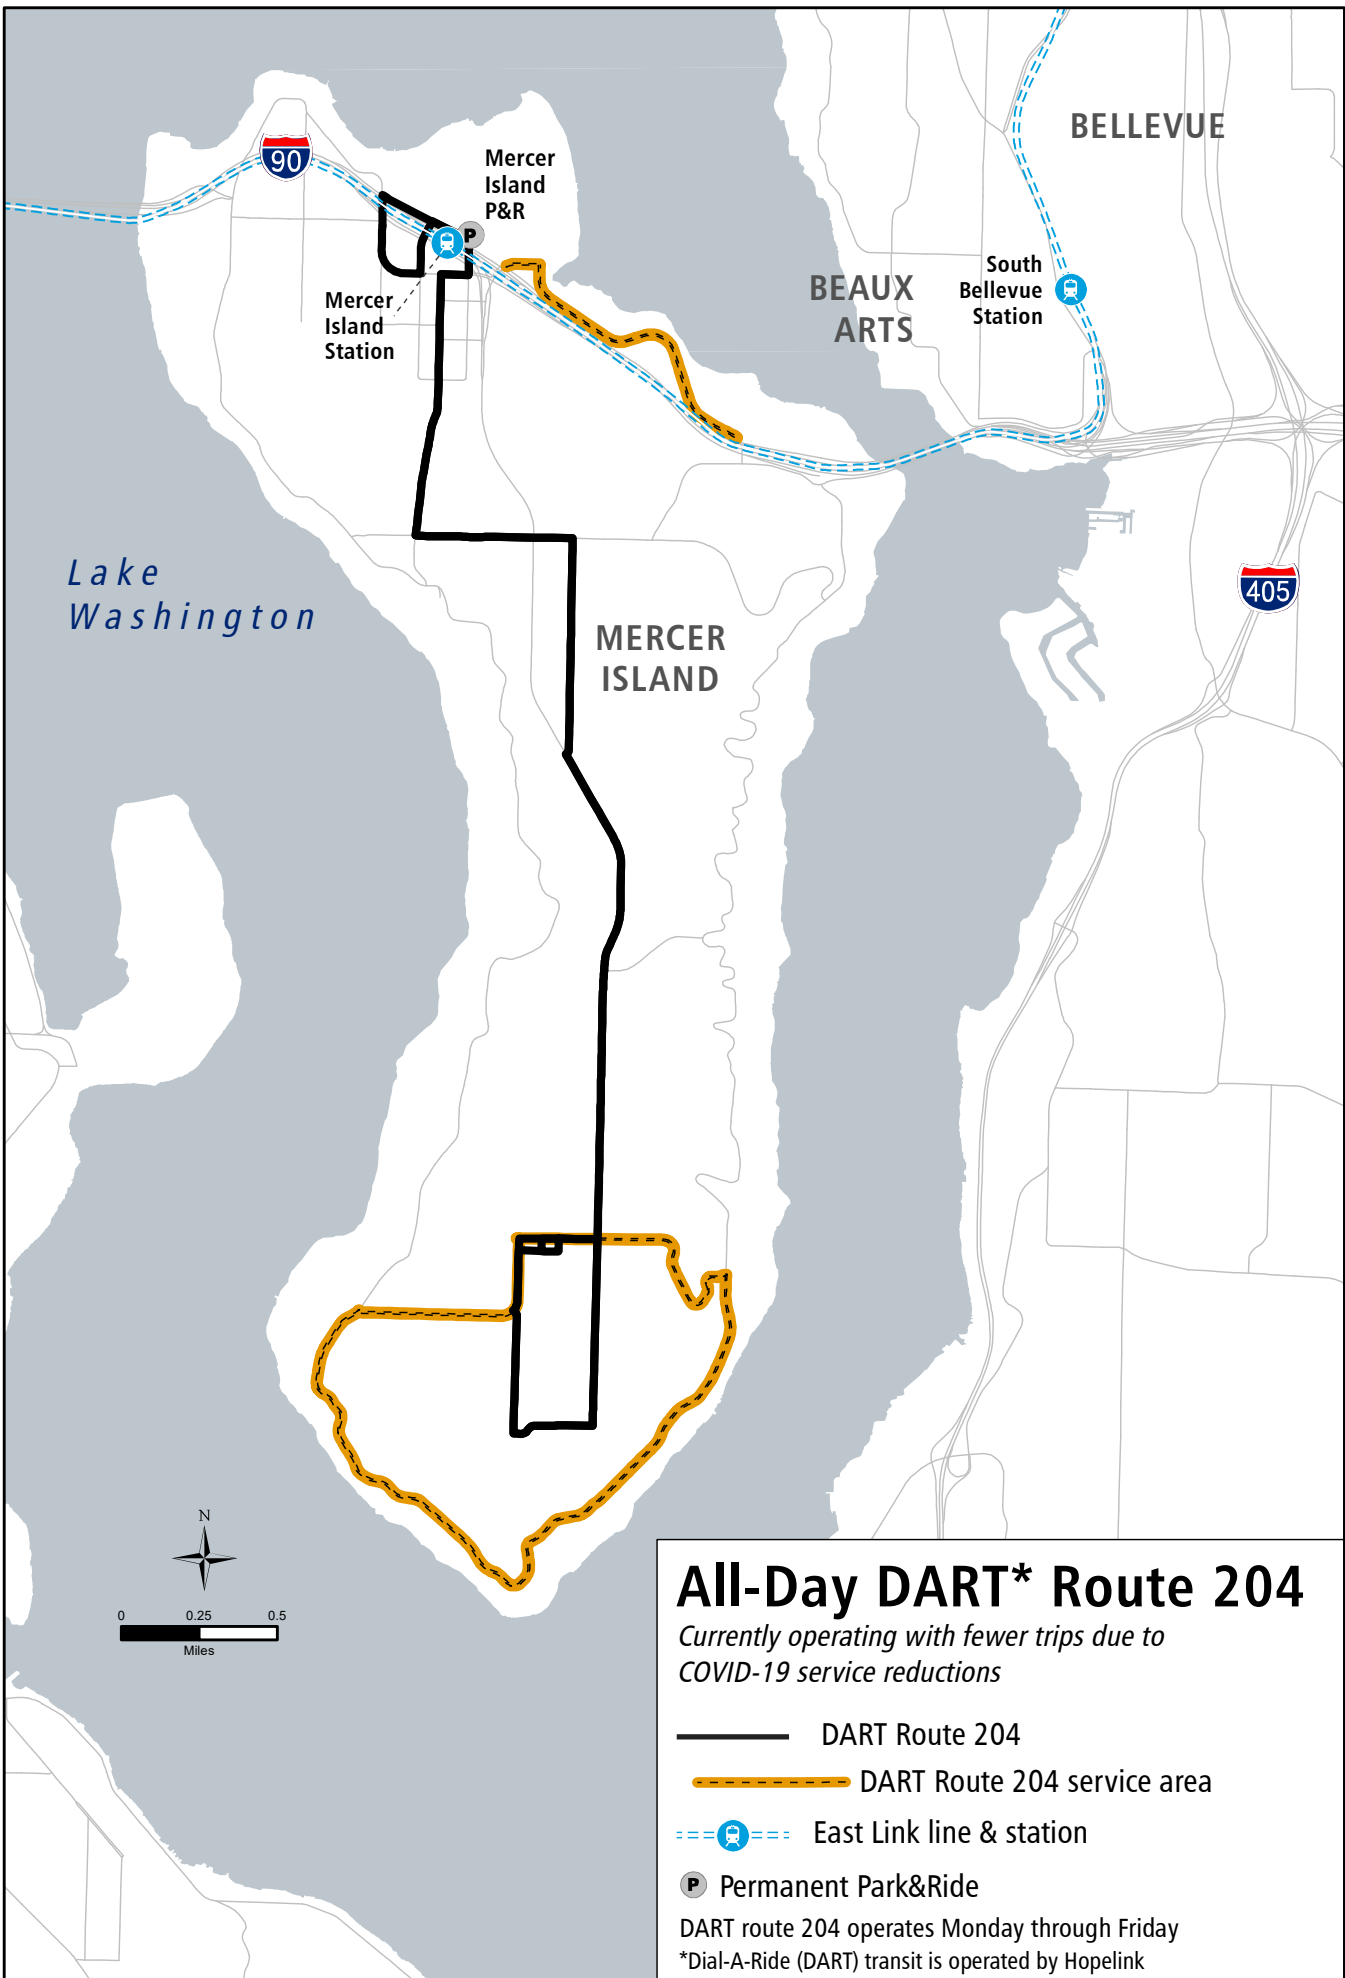 BELLEVUE
90
Mercer
Island
P&R
P
South
Bellevue
Station
BEAUX
ARTS
Mercer
Island
Station
Lake
Washington
405
MERCER
ISLAND
N
0 0.25 0.5
Miles
All-Day DART* Route 204
Currently operating with fewer trips due to
COVID-19 service reductions
DART Route 204
DART Route 204 service area
East Link line & station
P Permanent Park&Ride
DART route 204 operates Monday through Friday
*Dial-A-Ride (DART) transit is operated by Hopelink